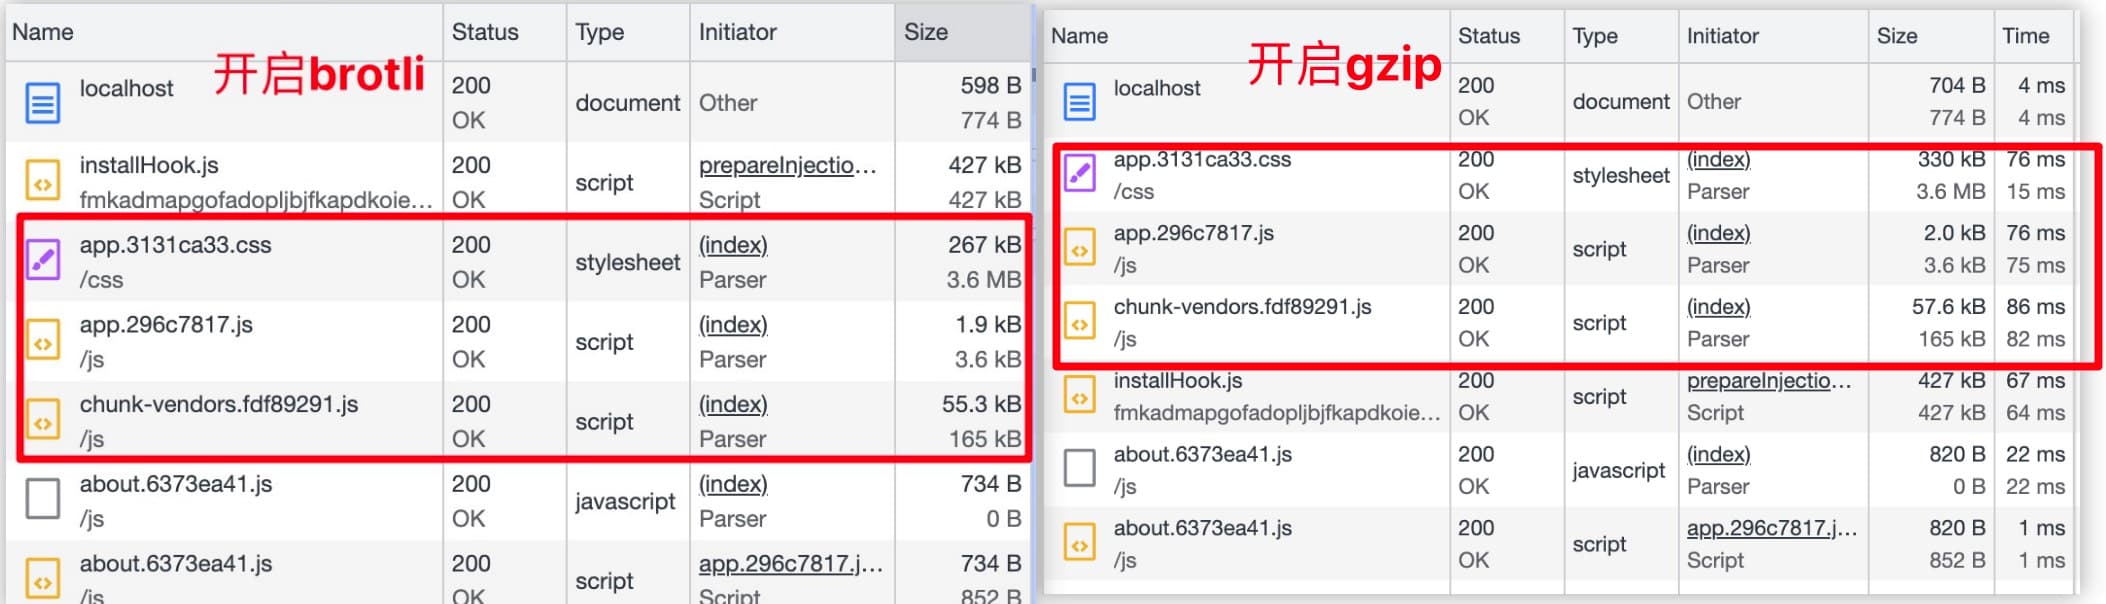 Name Status Type Initiator Size
开启brotli
localhost 200 document Other 598 B
OK 774 B
installHook.js 200 script prepareInjectio... 427 kB
fmkadmapgofadopljbjfkapdkoie... OK Script 427 kB
app.3131ca33.css 200 stylesheet (index) 267 kB
/css OK Parser 3.6 MB
app.296c7817.js 200 script (index) 1.9 kB
/js OK Parser 3.6 kB
chunk-vendors.fdf89291.js 200 script (index) 55.3 kB
/js OK Parser 165 kB
about.6373ea41.js 200 javascript (index) 734 B
/js OK Parser 0 B
about.6373ea41.js 200 script app.296c7817.j... 734 B
/js OK Script 852 B
Name Status Type Initiator Size Time
开启gzip
localhost 200 document Other 704 B 4 ms
OK 774 B 4 ms
app.3131ca33.css 200 stylesheet (index) 330 kB 76 ms
/css OK Parser 3.6 MB 15 ms
app.296c7817.js 200 script (index) 2.0 kB 76 ms
/js OK Parser 3.6 kB 75 ms
chunk-vendors.fdf89291.js 200 script (index) 57.6 kB 86 ms
/js OK Parser 165 kB 82 ms
installHook.js 200 script prepareInjectio... 427 kB 67 ms
fmkadmapgofadopljbjfkapdkoie... OK Script 427 kB 64 ms
about.6373ea41.js 200 javascript (index) 820 B 22 ms
/js OK Parser 0 B 22 ms
about.6373ea41.js 200 script app.296c7817.j... 820 B 1 ms
/js OK Script 852 B 1 ms